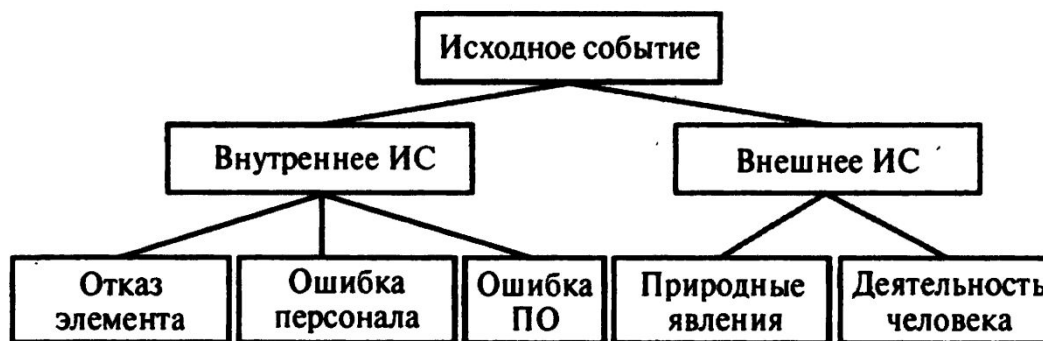 Исходное событие
Внутреннее ИС
Внешнее ИС
Отказ
элемента
Ошибка
персонала
Ошибка
ПО
Природные
явления
Деятельность
человека